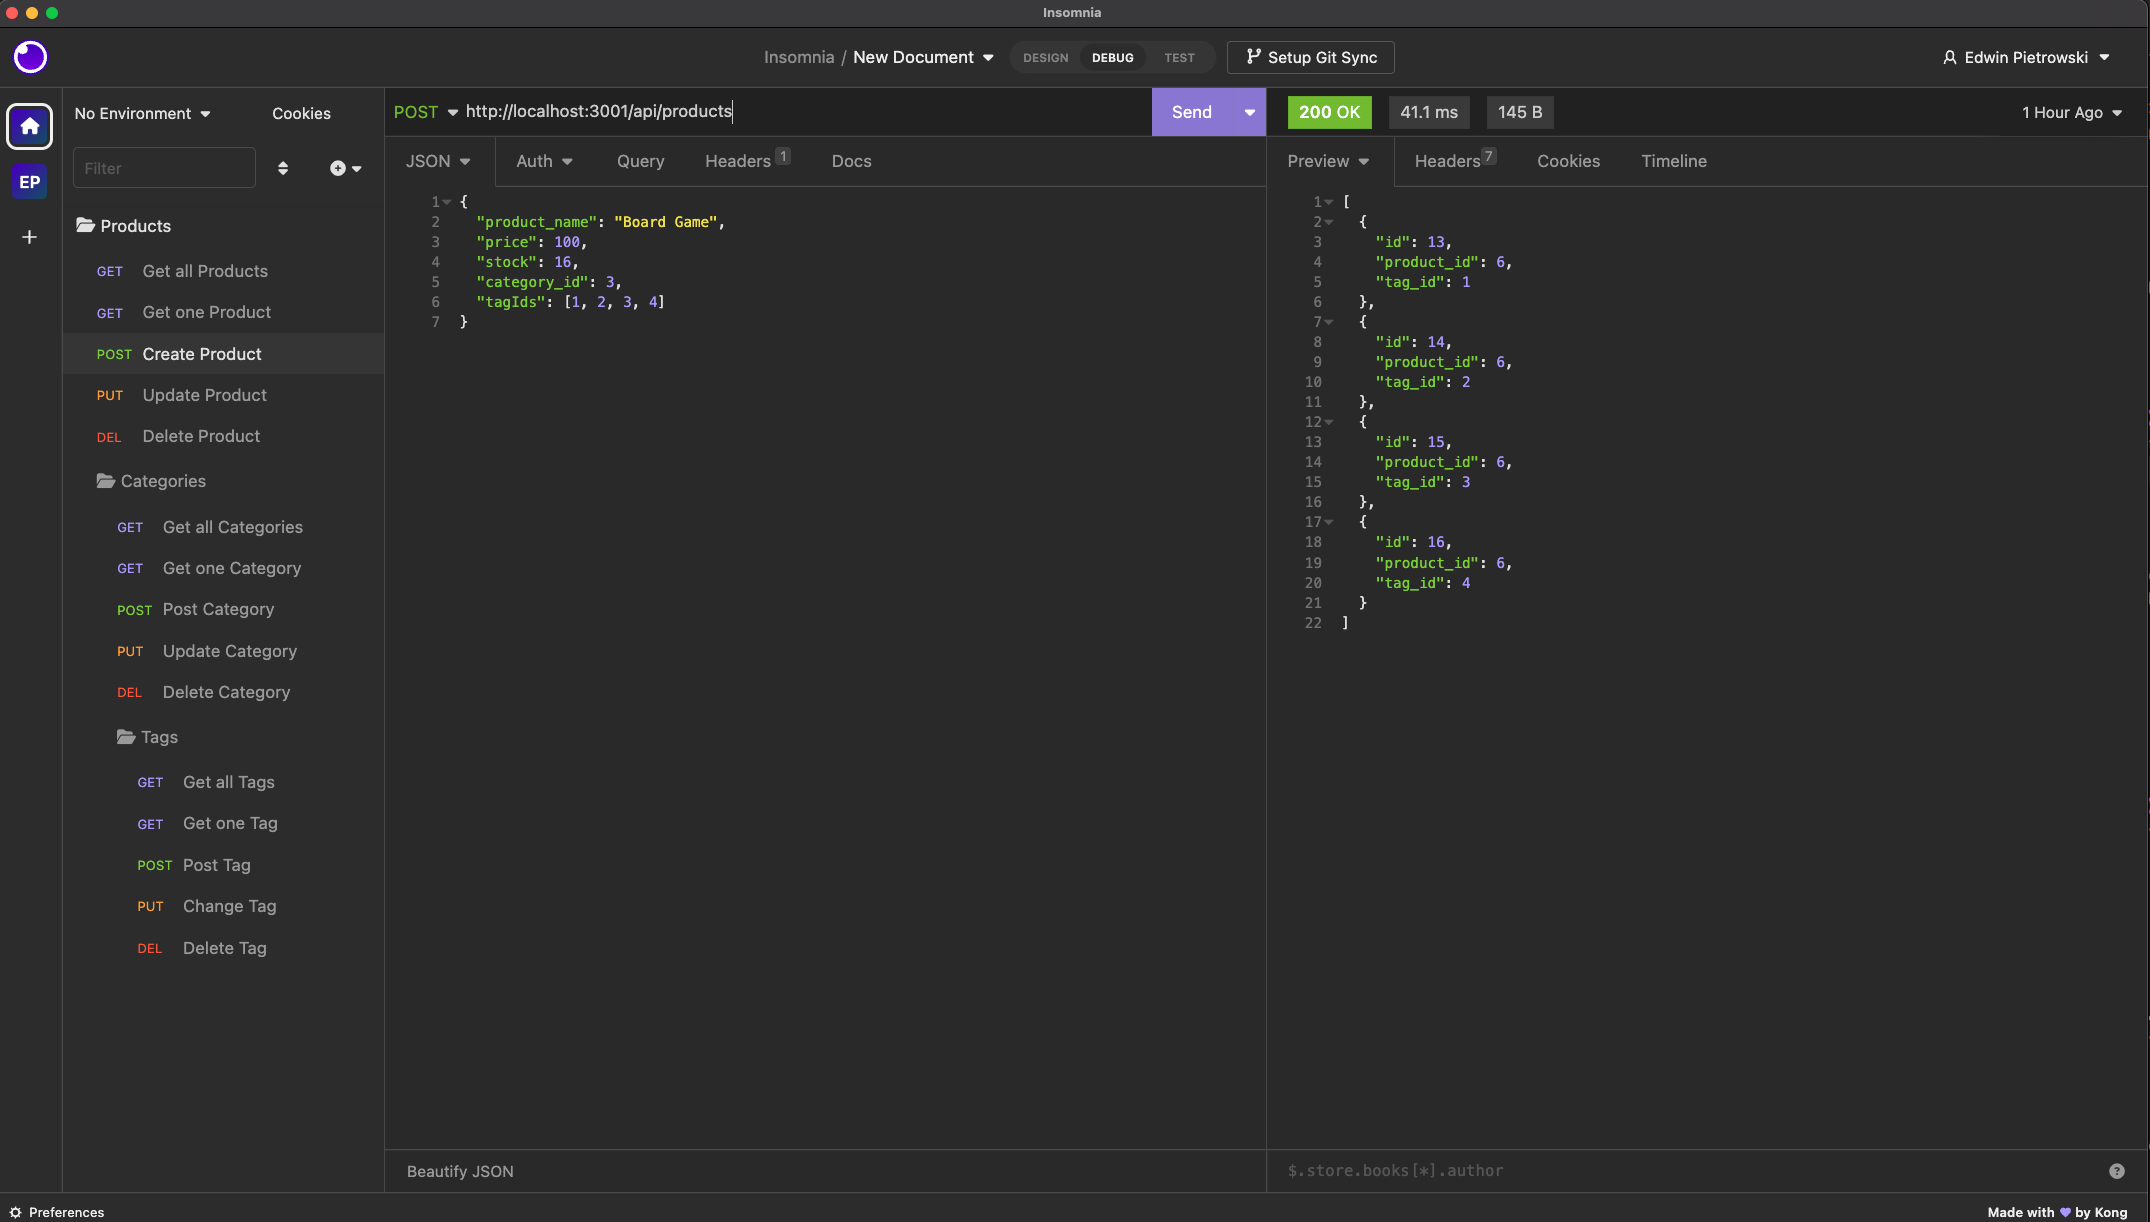 Insomnia
Insomnia / New Document
DESIGN DEBUG TEST
Setup Git Sync
Edwin Pietrowski
EP
No Environment
Cookies
Filter
Products
GET Get all Products
GET Get one Product
POST Create Product
PUT Update Product
DEL Delete Product
Categories
GET Get all Categories
GET Get one Category
POST Post Category
PUT Update Category
DEL Delete Category
Tags
GET Get all Tags
GET Get one Tag
POST Post Tag
PUT Change Tag
DEL Delete Tag
POST http://localhost:3001/api/products
Send
JSON Auth Query Headers 1 Docs
1 {
2 "product_name": "Board Game",
3 "price": 100,
4 "stock": 16,
5 "category_id": 3,
6 "tagIds": [1, 2, 3, 4]
7 }
Beautify JSON
200 OK 41.1 ms 145 B
1 Hour Ago
Preview Headers 7 Cookies Timeline
1 [
2 {
3 "id": 13,
4 "product_id": 6,
5 "tag_id": 1
6 },
7 {
8 "id": 14,
9 "product_id": 6,
10 "tag_id": 2
11 },
12 {
13 "id": 15,
14 "product_id": 6,
15 "tag_id": 3
16 },
17 {
18 "id": 16,
19 "product_id": 6,
20 "tag_id": 4
21 }
22 ]
$.store.books[*].author
?
Preferences
Made with 💜 by Kong